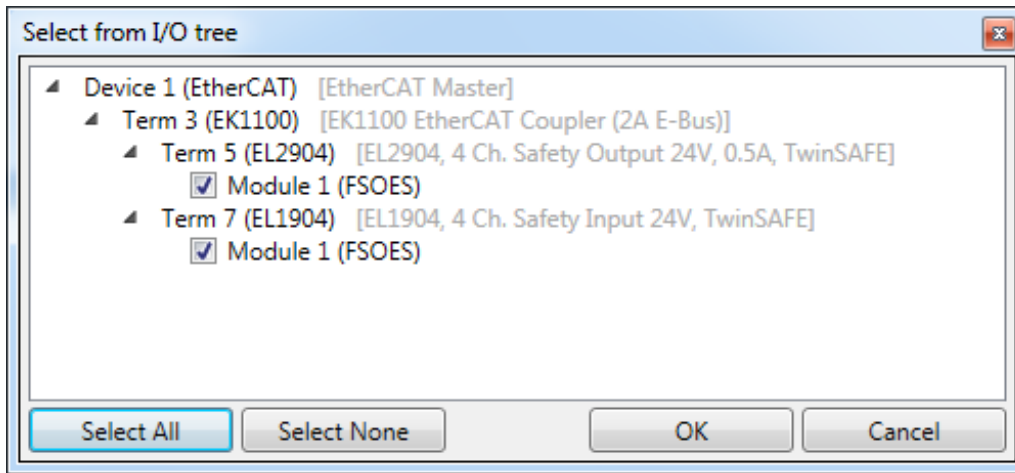 Select from I/O tree
Device 1 (EtherCAT) [EtherCAT Master]
Term 3 (EK1100) [EK1100 EtherCAT Coupler (2A E-Bus)]
Term 5 (EL2904) [EL2904, 4 Ch. Safety Output 24V, 0.5A, TwinSAFE]
Module 1 (FSOES)
Term 7 (EL1904) [EL1904, 4 Ch. Safety Input 24V, TwinSAFE]
Module 1 (FSOES)
Select All Select None OK Cancel